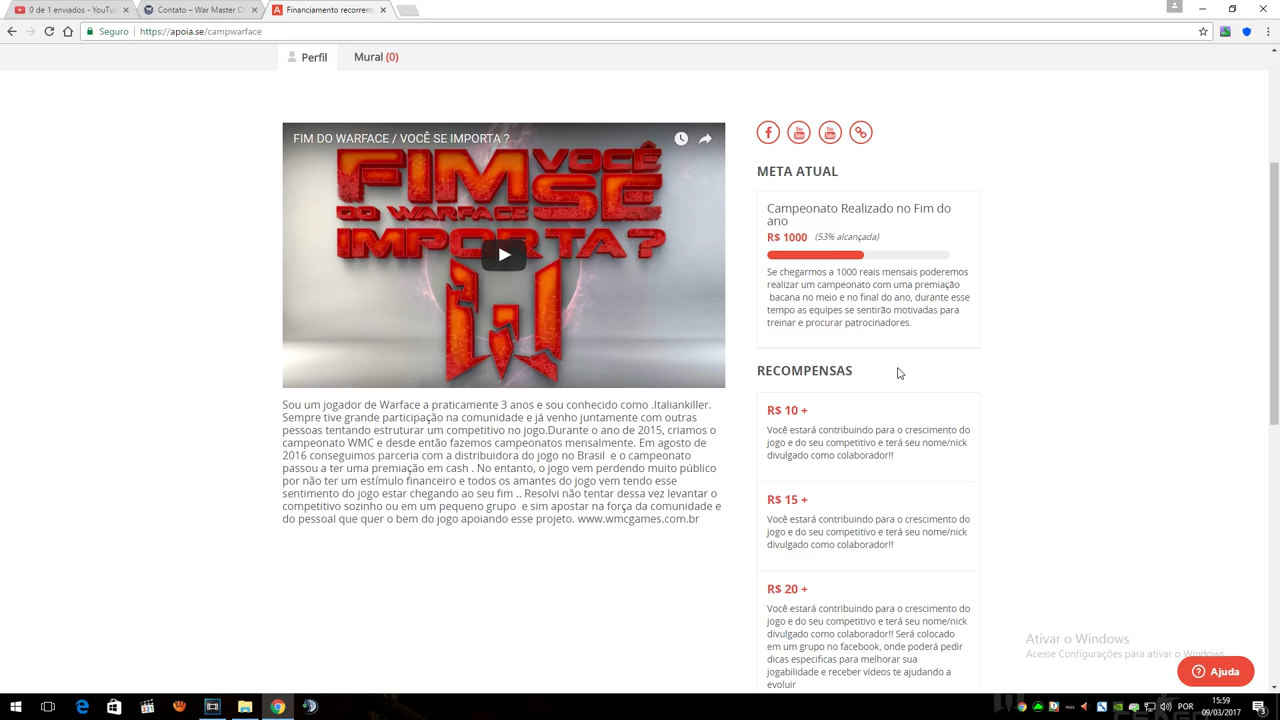 0 de 1 enviados - YouTu
Contato – War Master C
Financiamento recorrent
Seguro
https://apoia.se/campwarface
Perfil
Mural (0)
FIM DO WARFACE / VOCÊ SE IMPORTA ?
FIM VOCÊ
DO WARFACE SE
IMPORTA?
Sou um jogador de Warface a praticamente 3 anos e sou conhecido como .Italiankiller.
Sempre tive grande participação na comunidade e já venho juntamente com outras
pessoas tentando estruturar um competitivo no jogo.Durante o ano de 2015, criamos o
campeonato WMC e desde então fazemos campeonatos mensalmente. Em agosto de
2016 conseguimos parceria com a distribuidora do jogo no Brasil e o campeonato
passou a ter uma premiação em cash . No entanto, o jogo vem perdendo muito público
por não ter um estímulo financeiro e todos os amantes do jogo vem tendo esse
sentimento do jogo estar chegando ao seu fim .. Resolvi não tentar dessa vez levantar o
competitivo sozinho ou em um pequeno grupo e sim apostar na força da comunidade e
do pessoal que quer o bem do jogo apoiando esse projeto. www.wmcgames.com.br
META ATUAL
Campeonato Realizado no Fim do
ano
R$ 1000 (53% alcançada)
Se chegarmos a 1000 reais mensais poderemos
realizar um campeonato com uma premiação
bacana no meio e no final do ano, durante esse
tempo as equipes se sentirão motivadas para
treinar e procurar patrocinadores.
RECOMPENSAS
R$ 10 +
Você estará contribuindo para o crescimento do
jogo e do seu competitivo e terá seu nome/nick
divulgado como colaborador!!
R$ 15 +
Você estará contribuindo para o crescimento do
jogo e do seu competitivo e terá seu nome/nick
divulgado como colaborador!!
R$ 20 +
Você estará contribuindo para o crescimento do
jogo e do seu competitivo e terá seu nome/nick
divulgado como colaborador!! Será colocado
em um grupo no facebook, onde poderá pedir
dicas especificas para melhorar sua
jogabilidade e receber vídeos te ajudando a
evoluir
Ativar o Windows
Acesse Configurações para ativar o Windows.
Ajuda
POR
15:59
09/03/2017